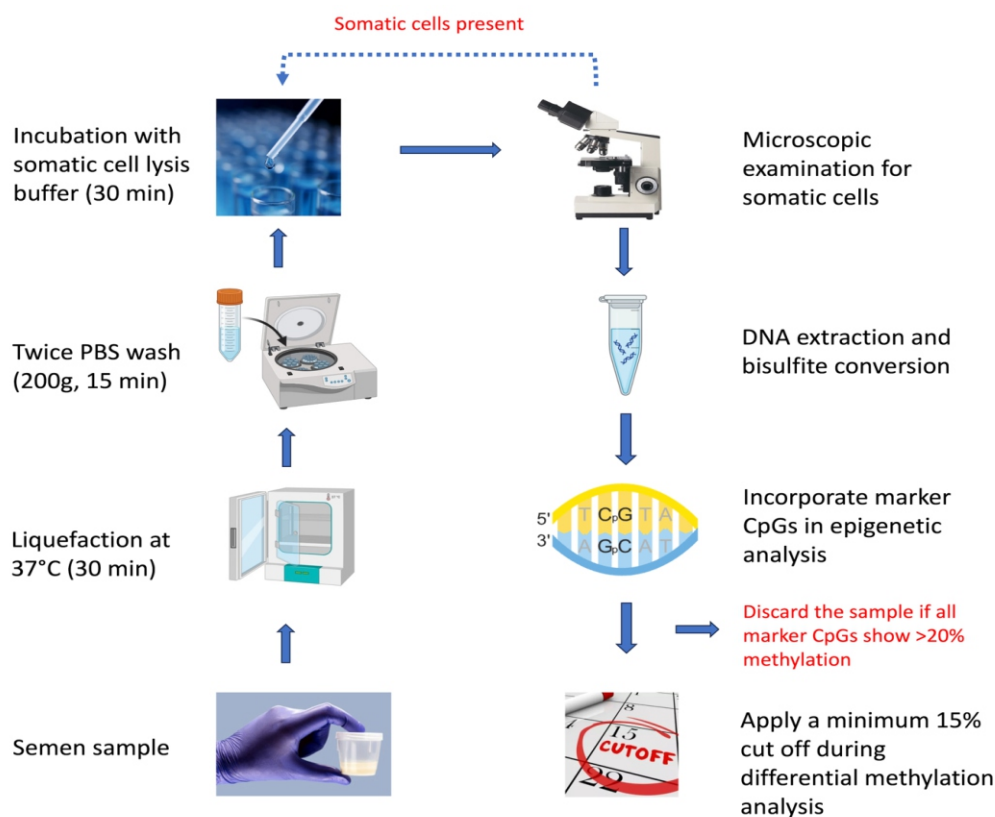 Somatic cells present
Incubation with
somatic cell lysis
buffer (30 min)
Microscopic
examination for
somatic cells
Twice PBS wash
(200g, 15 min)
DNA extraction and
bisulfite conversion
Liquefaction at
37°C (30 min)
5' T CpG T A
3' A GpC A T
Incorporate marker
CpGs in epigenetic
analysis
Discard the sample if all
marker CpGs show >20%
methylation
Semen sample
8
15
CUTOFF
22
Apply a minimum 15%
cut off during
differential methylation
analysis